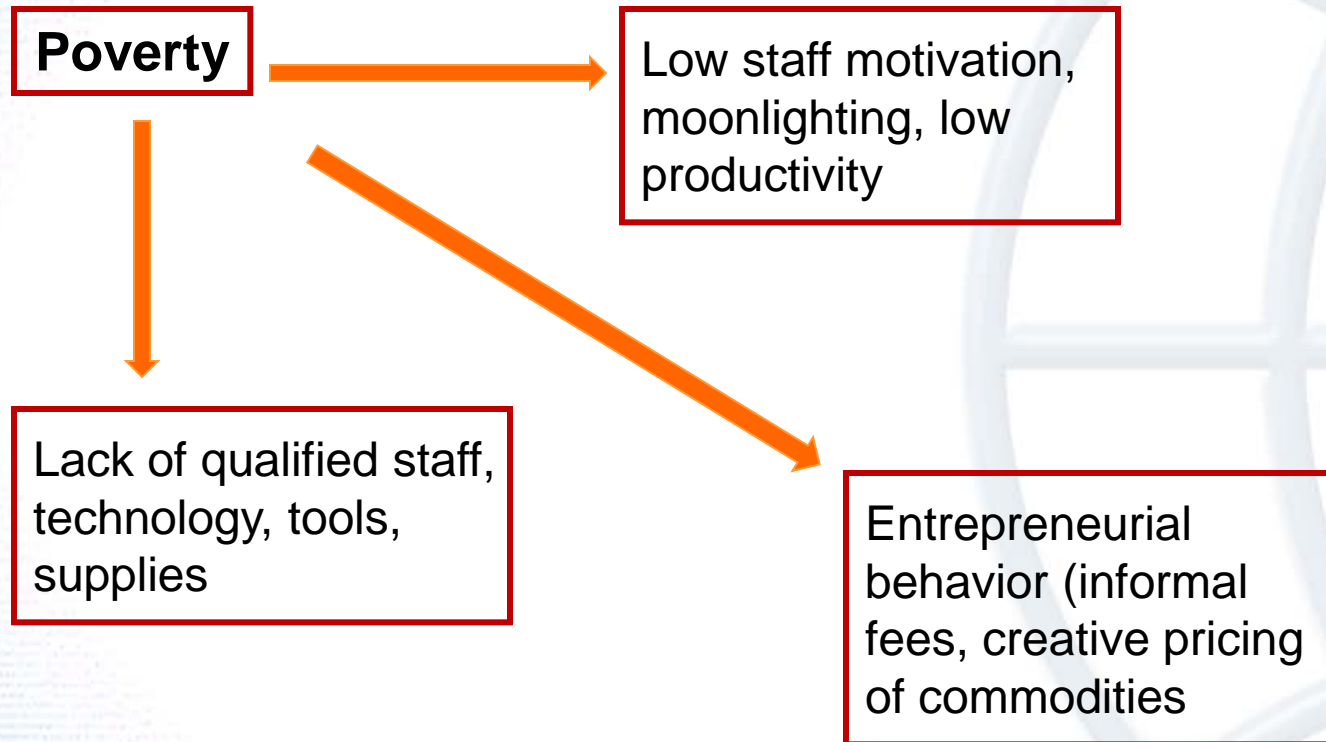 Poverty
Low staff motivation,
moonlighting, low
productivity
Lack of qualified staff,
technology, tools,
supplies
Entrepreneurial
behavior (informal
fees, creative pricing
of commodities